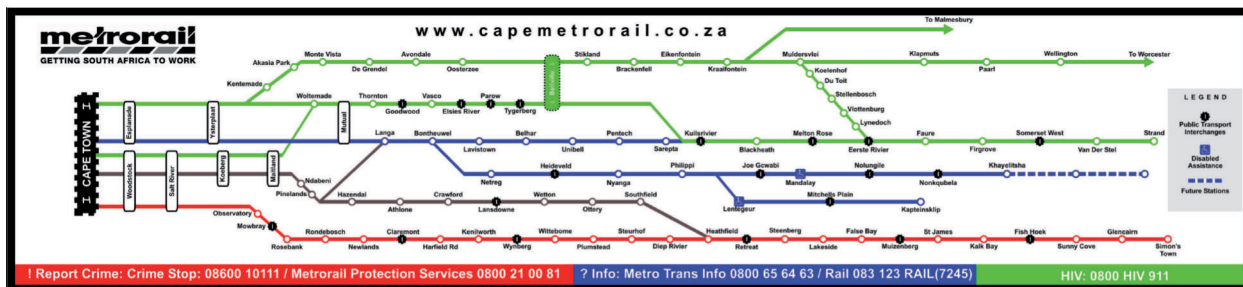 metrorail
GETTING SOUTH AFRICA TO WORK
www.capemetrorail.co.za
To Malmesbury
Monte Vista
Avondale
Stikland
Eikenfontein
Muldersvlei
Klapmuts
Wellington
To Worcester
Akasia Park
De Grendel
Oosterzee
Brackenfell
Kraaifontein
Koelenhof
Paarl
Du Toit
Kentemade
Stellenbosch
Woltemade
Thornton
Vasco
Parow
Bellville
Vlottenburg
Goodwood
Elsies River
Tygerberg
Lynedoch
CAPE TOWN
Esplanade
Ysterplaat
Mutual
Langa
Bontheuwel
Belhar
Pentech
Kuilsrivier
Melton Rose
Faure
Somerset West
Strand
Lavistown
Unibell
Sarepta
Blackheath
Eerste Rivier
Firgrove
Van Der Stel
Woodstock
Salt River
Koeberg
Maitland
Ndabeni
Heideveld
Philippi
Joe Gcwabi
Nolungile
Khayelitsha
Pinelands
Netreg
Nyanga
Mandalay
Nonkqubela
Hazendal
Crawford
Wetton
Southfield
Mitchells Plain
Athlone
Lansdowne
Ottery
Lentegeur
Kapteinsklip
Observatory
Mowbray
Rondebosch
Claremont
Kenilworth
Wittebome
Steurhof
Heathfield
Steenberg
False Bay
St James
Fish Hoek
Glencairn
Rosebank
Newlands
Harfield Rd
Wynberg
Plumstead
Diep Rivier
Retreat
Lakeside
Muizenberg
Kalk Bay
Sunny Cove
Simon's
Town
LEGEND
Public Transport
Interchanges
Disabled
Assistance
Future Stations
! Report Crime: Crime Stop: 08600 10111 / Metrorail Protection Services 0800 21 00 81
? Info: Metro Trans Info 0800 65 64 63 / Rail 083 123 RAIL(7245)
HIV: 0800 HIV 911